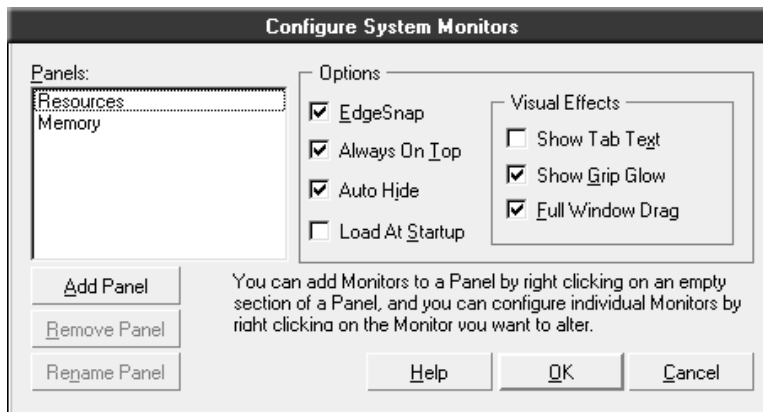 Configure System Monitors
Panels:
Resources
Memory
Options
EdgeSnap
Always On Top
Auto Hide
Load At Startup
Visual Effects
Show Tab Text
Show Grip Glow
Full Window Drag
Add Panel
Remove Panel
Rename Panel
You can add Monitors to a Panel by right clicking on an empty
section of a Panel, and you can configure individual Monitors by
right clicking on the Monitor you want to alter.
Help
OK
Cancel